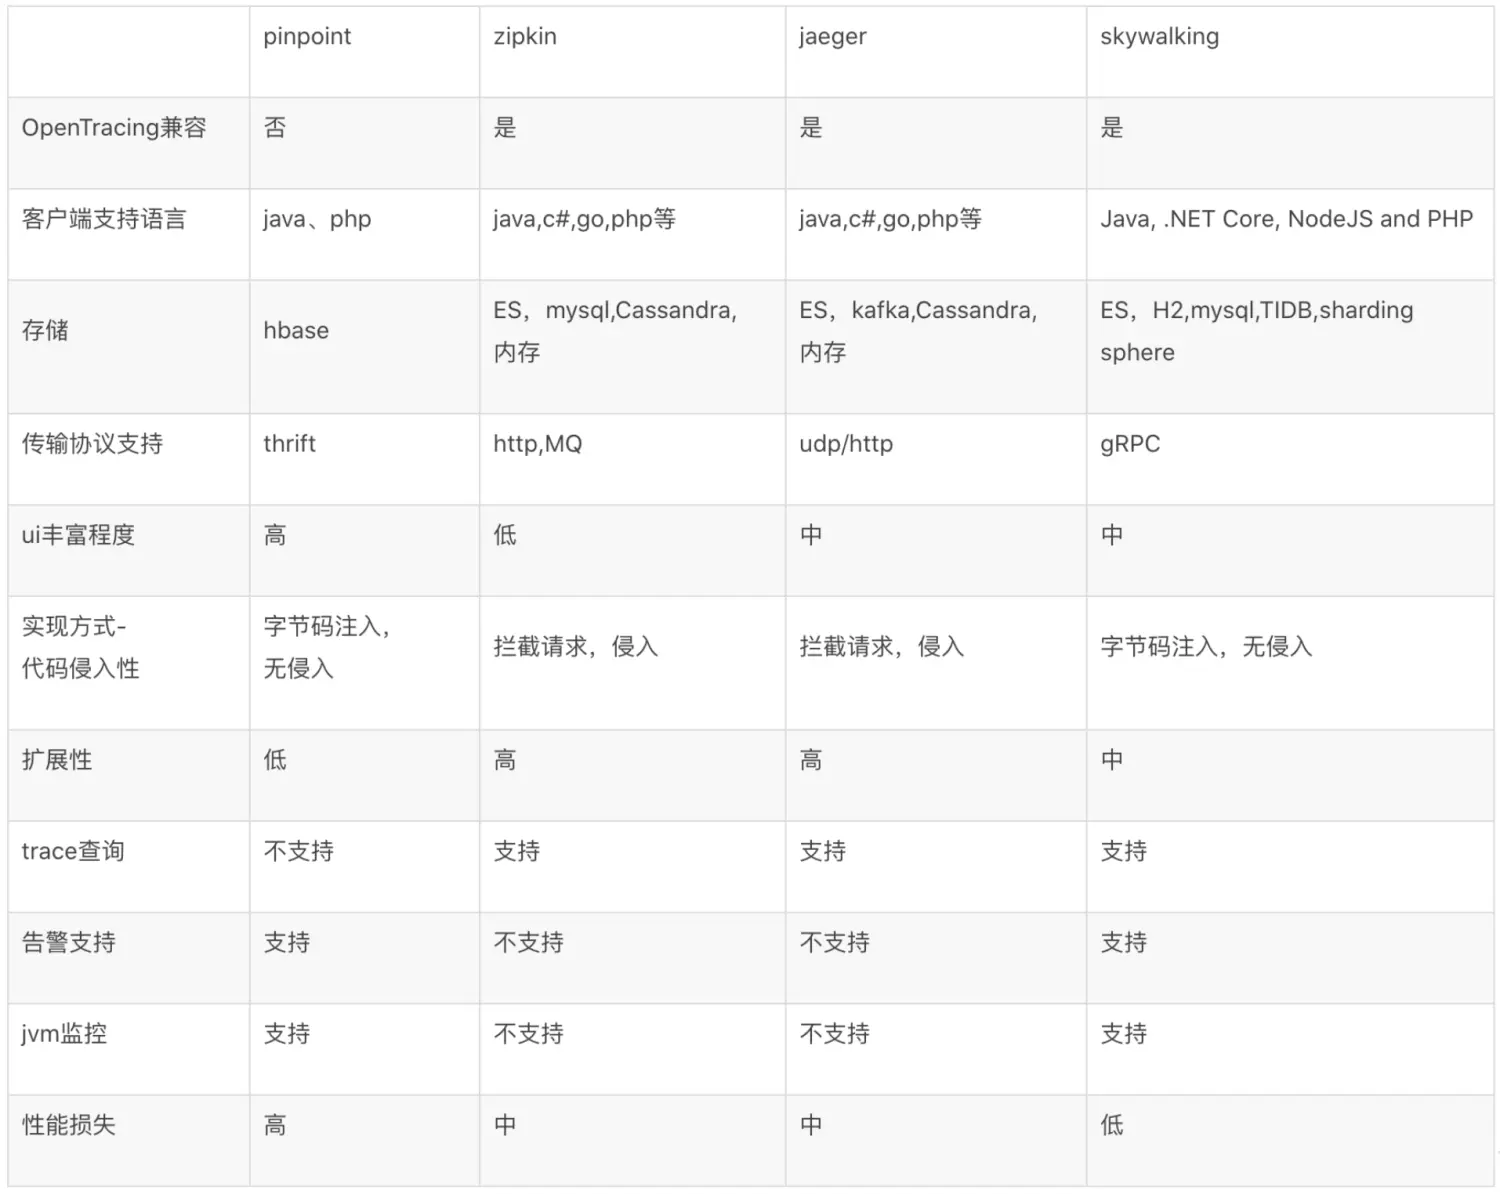 pinpoint zipkin jaeger skywalking
OpenTracing兼容 否 是 是 是
客户端支持语言 java、php java,c#,go,php等 java,c#,go,php等 Java, .NET Core, NodeJS and PHP
存储 hbase ES，mysql,Cassandra, ES，kafka,Cassandra, ES，H2,mysql,TIDB,sharding
内存 内存 sphere
传输协议支持 thrift http,MQ udp/http gRPC
ui丰富程度 高 低 中 中
实现方式- 字节码注入， 拦截请求，侵入 拦截请求，侵入 字节码注入，无侵入
代码侵入性 无侵入
扩展性 低 高 高 中
trace查询 不支持 支持 支持 支持
告警支持 支持 不支持 不支持 支持
jvm监控 支持 不支持 不支持 支持
性能损失 高 中 中 低